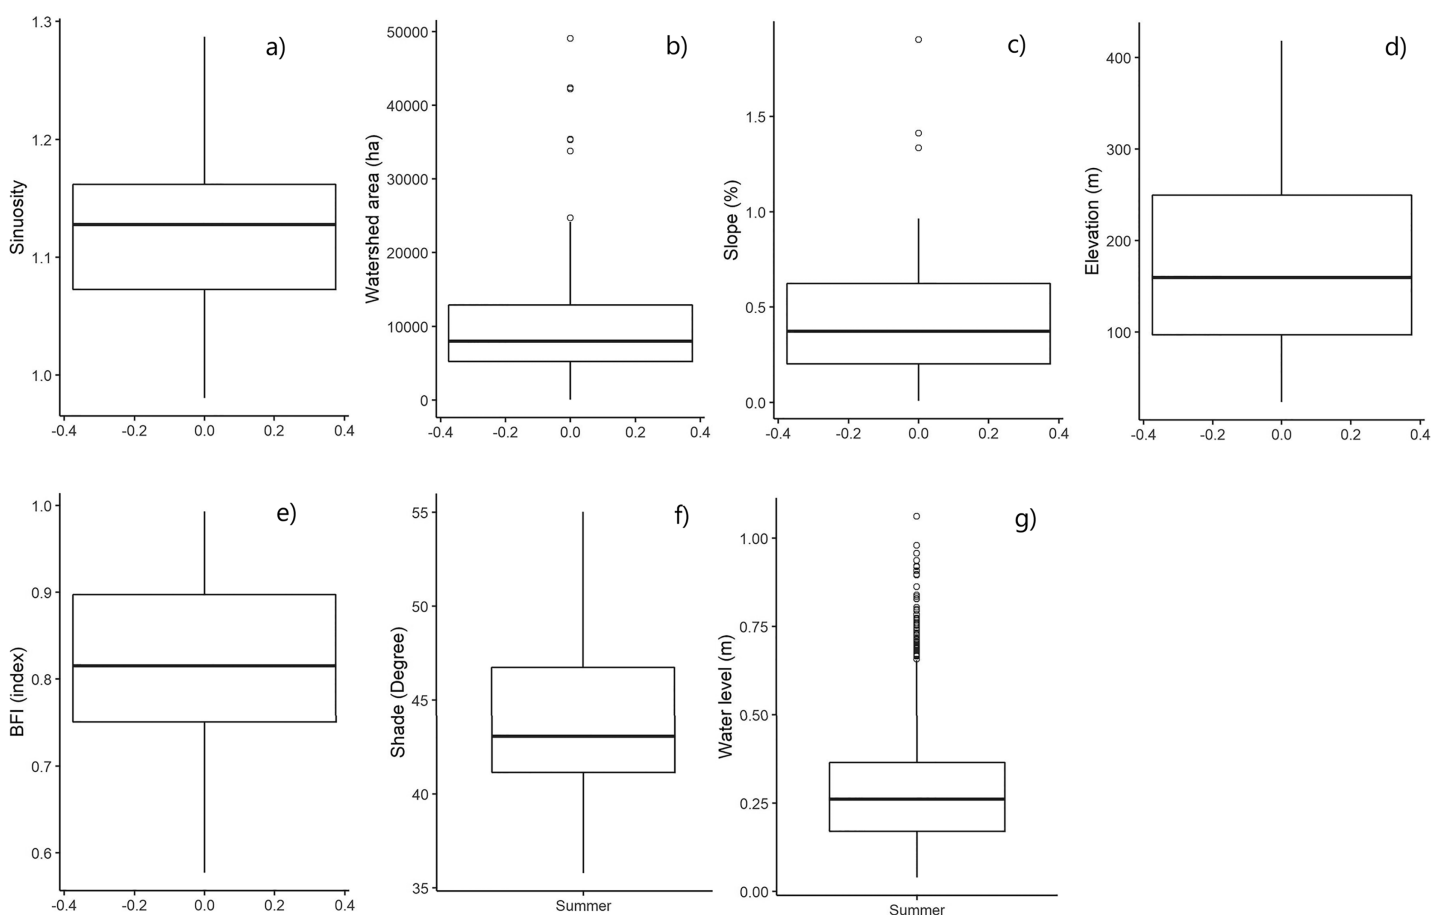 a)
Sinuosity
1.3
1.2
1.1
1.0
-0.4 -0.2 0.0 0.2 0.4
b)
Watershed area (ha)
50000
40000
30000
20000
10000
0
-0.4 -0.2 0.0 0.2 0.4
c)
Slope (%)
1.5
1.0
0.5
0.0
-0.4 -0.2 0.0 0.2 0.4
d)
Elevation (m)
400
300
200
100
-0.4 -0.2 0.0 0.2 0.4
e)
BFI (index)
1.0
0.9
0.8
0.7
0.6
-0.4 -0.2 0.0 0.2 0.4
f)
Shade (Degree)
55
50
45
40
35
Summer
g)
Water level (m)
1.00
0.75
0.50
0.25
0.00
Summer